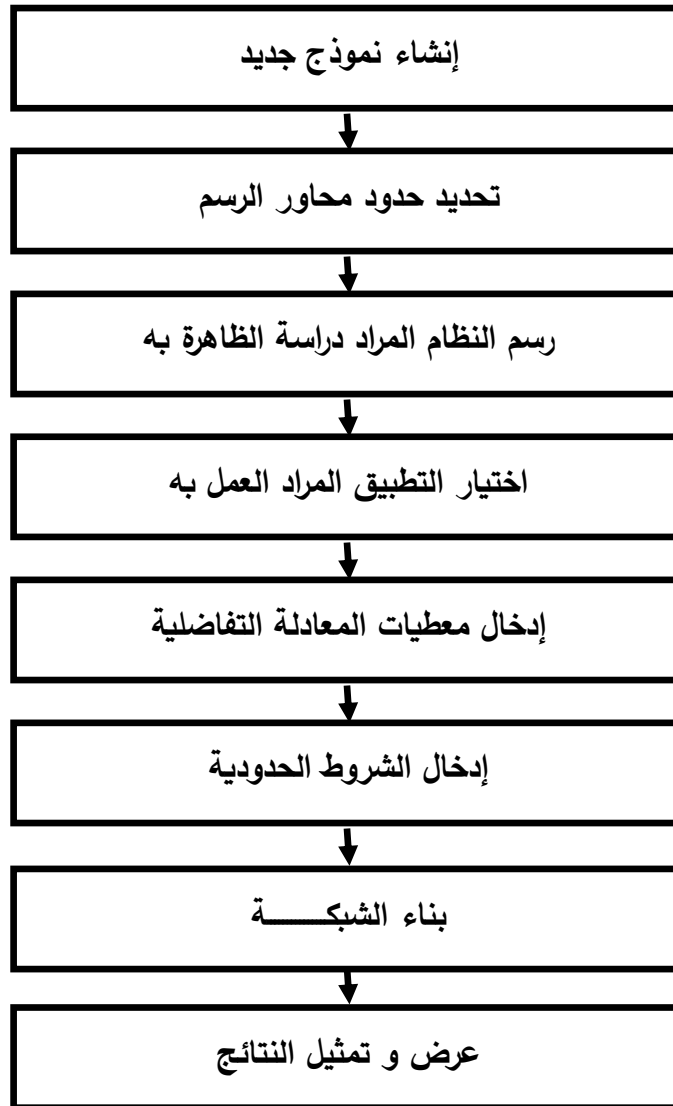 إنشاء نموذج جديد
تحديد حدود محاور الرسم
رسم النظام المراد دراسة الظاهرة به
اختيار التطبيق المراد العمل به
إدخال معطيات المعادلة التفاضلية
إدخال الشروط الحدودية
بناء الشبكــــــــة
عرض و تمثيل النتائج